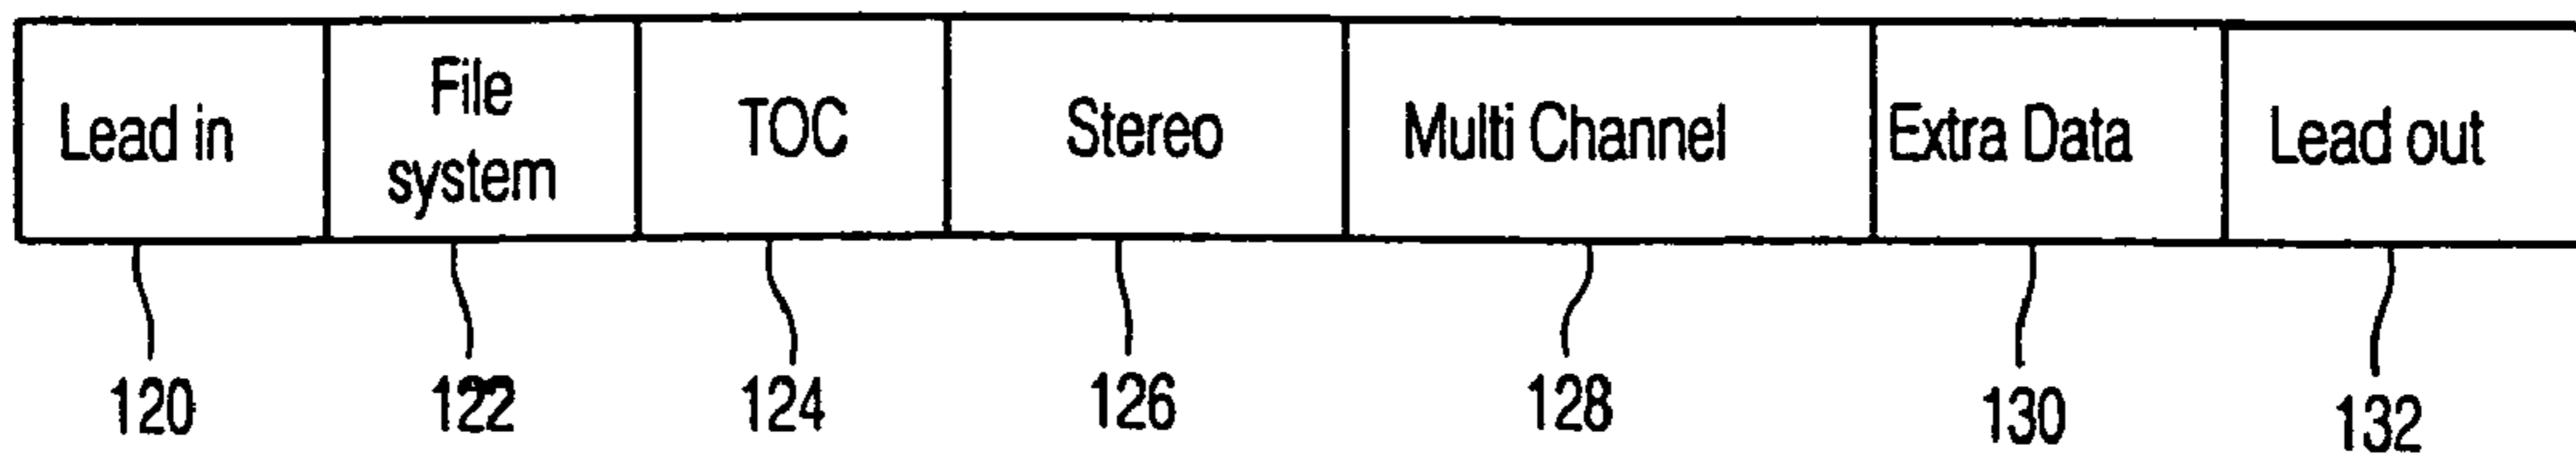 Lead in
File
system
TOC
Stereo
Multi Channel
Extra Data
Lead out
120
122
124
126
128
130
132